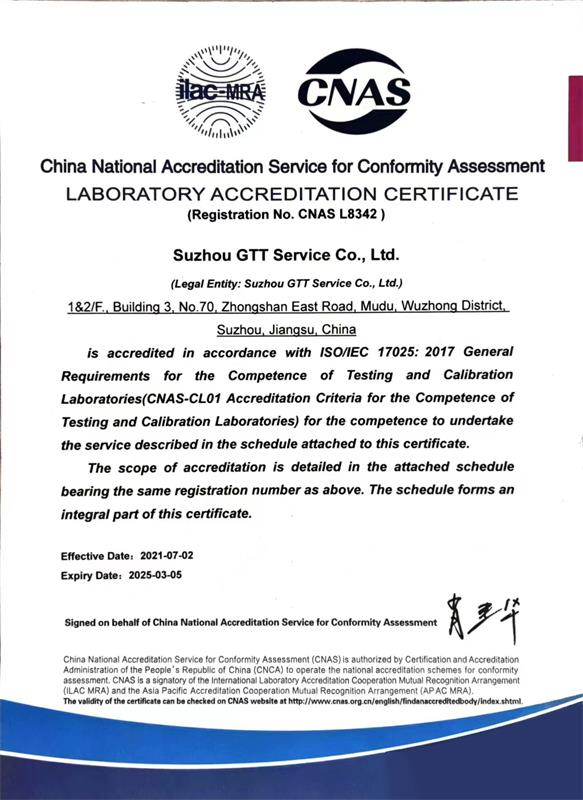 ilac-MRA
CNAS
China National Accreditation Service for Conformity Assessment
LABORATORY ACCREDITATION CERTIFICATE
(Registration No. CNAS L8342 )
Suzhou GTT Service Co., Ltd.
(Legal Entity: Suzhou GTT Service Co., Ltd.)
1&2/F., Building 3, No.70, Zhongshan East Road, Mudu, Wuzhong District,
Suzhou, Jiangsu, China
is accredited in accordance with ISO/IEC 17025: 2017 General
Requirements for the Competence of Testing and Calibration
Laboratories(CNAS-CL01 Accreditation Criteria for the Competence of
Testing and Calibration Laboratories) for the competence to undertake
the service described in the schedule attached to this certificate.
The scope of accreditation is detailed in the attached schedule
bearing the same registration number as above. The schedule forms an
integral part of this certificate.
Effective Date: 2021-07-02
Expiry Date: 2025-03-05
Signed on behalf of China National Accreditation Service for Conformity Assessment
China National Accreditation Service for Conformity Assessment (CNAS) is authorized by Certification and Accreditation
Administration of the People's Republic of China (CNCA) to operate the national accreditation schemes for conformity
assessment. CNAS is a signatory of the International Laboratory Accreditation Cooperation Mutual Recognition Arrangement
(ILAC MRA) and the Asia Pacific Accreditation Cooperation Mutual Recognition Arrangement (APAC MRA).
The validity of the certificate can be checked on CNAS website at http://www.cnas.org.cn/english/findanaccreditedbody/index.shtml.